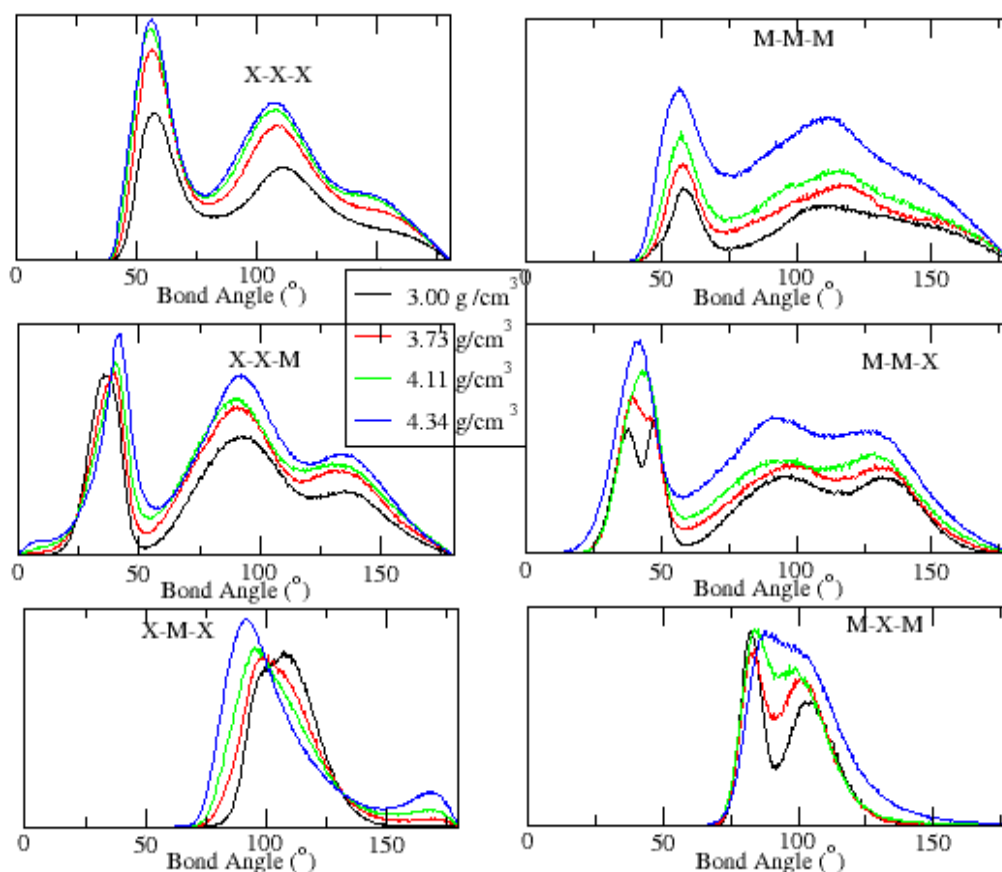 X-X-X
M-M-M
0 50 100 150
0 50 100 150
Bond Angle (°)
Bond Angle (°)
3.00 g /cm³
3.73 g/cm³
4.11 g/cm³
4.34 g/cm³
X-X-M
M-M-X
0 50 100 150
0 50 100 150
Bond Angle (°)
Bond Angle (°)
X-M-X
M-X-M
0 50 100 150
0 50 100 150
Bond Angle (°)
Bond Angle (°)